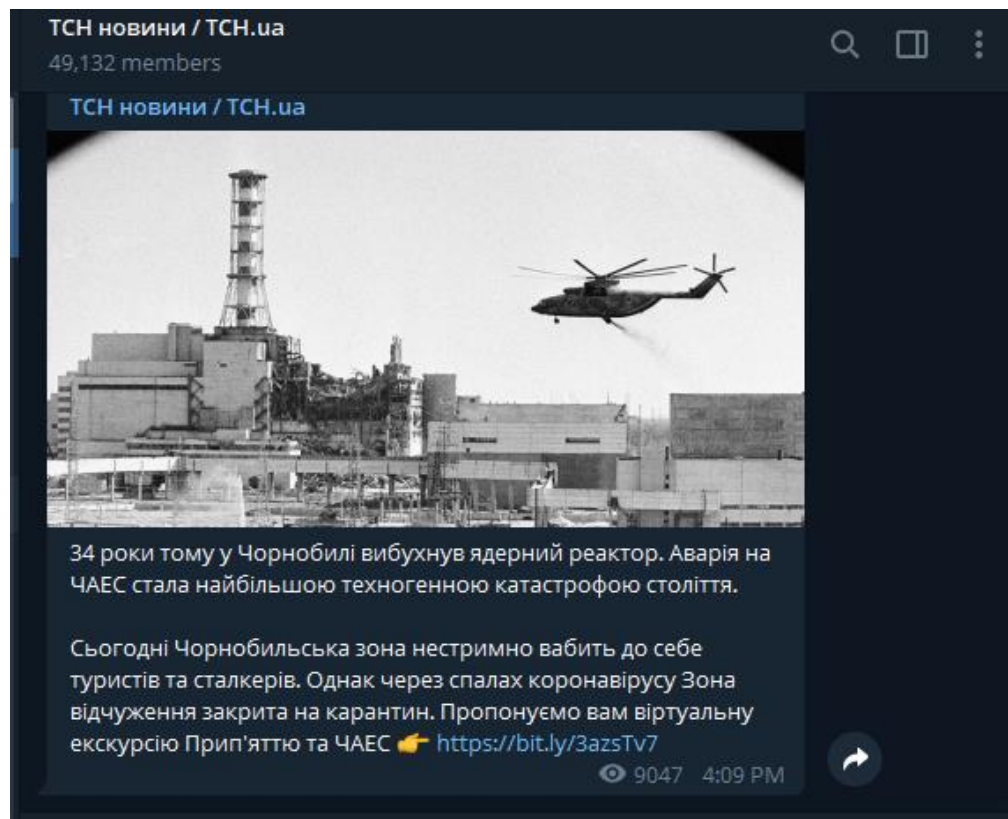 ТСН новини / ТСН.ua
49,132 members
ТСН новини / ТСН.ua
34 роки тому у Чорнобилі вибухнув ядерний реактор. Аварія на
ЧАЕС стала найбільшою техногенною катастрофою століття.
Сьогодні Чорнобильська зона нестримно вабить до себе
туристів та сталкерів. Однак через спалах коронавірусу Зона
відчуження закрита на карантин. Пропонуємо вам віртуальну
екскурсію Прип'яттю та ЧАЕС 👉 https://bit.ly/3azsTv7
9047 4:09 PM